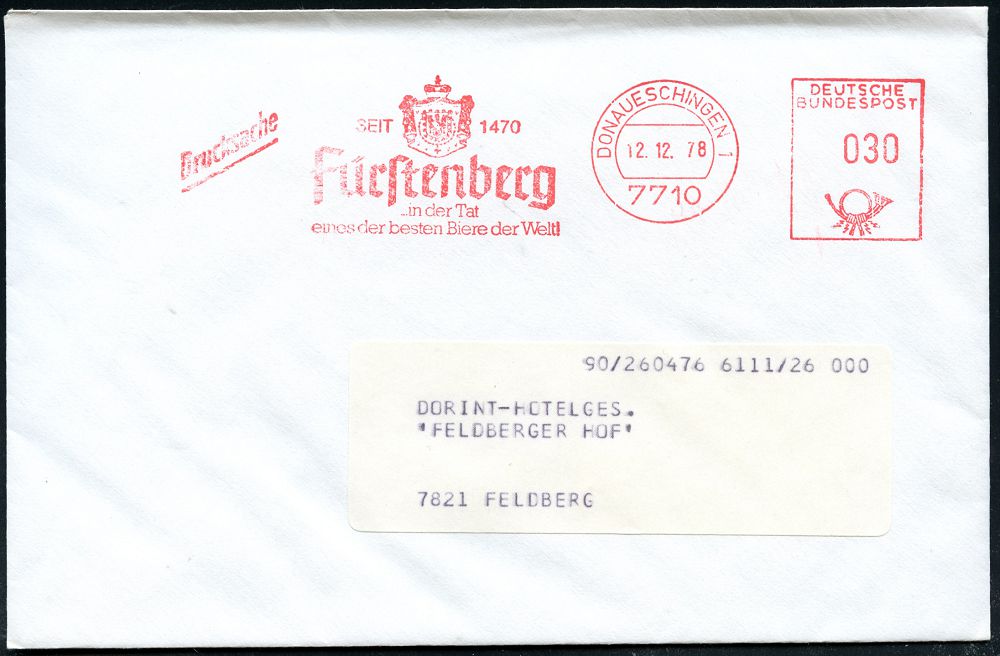 Drucksache
SEIT 1470
Fürstenberg
...in der Tat
eines der besten Biere der Welt!
DONAUESCHINGEN 1
12.12.78
7710
DEUTSCHE
BUNDESPOST
030
90/260476 6111/26 000
DORINT-HOTELGES.
"FELDBERGER HOF"
7821 FELDBERG